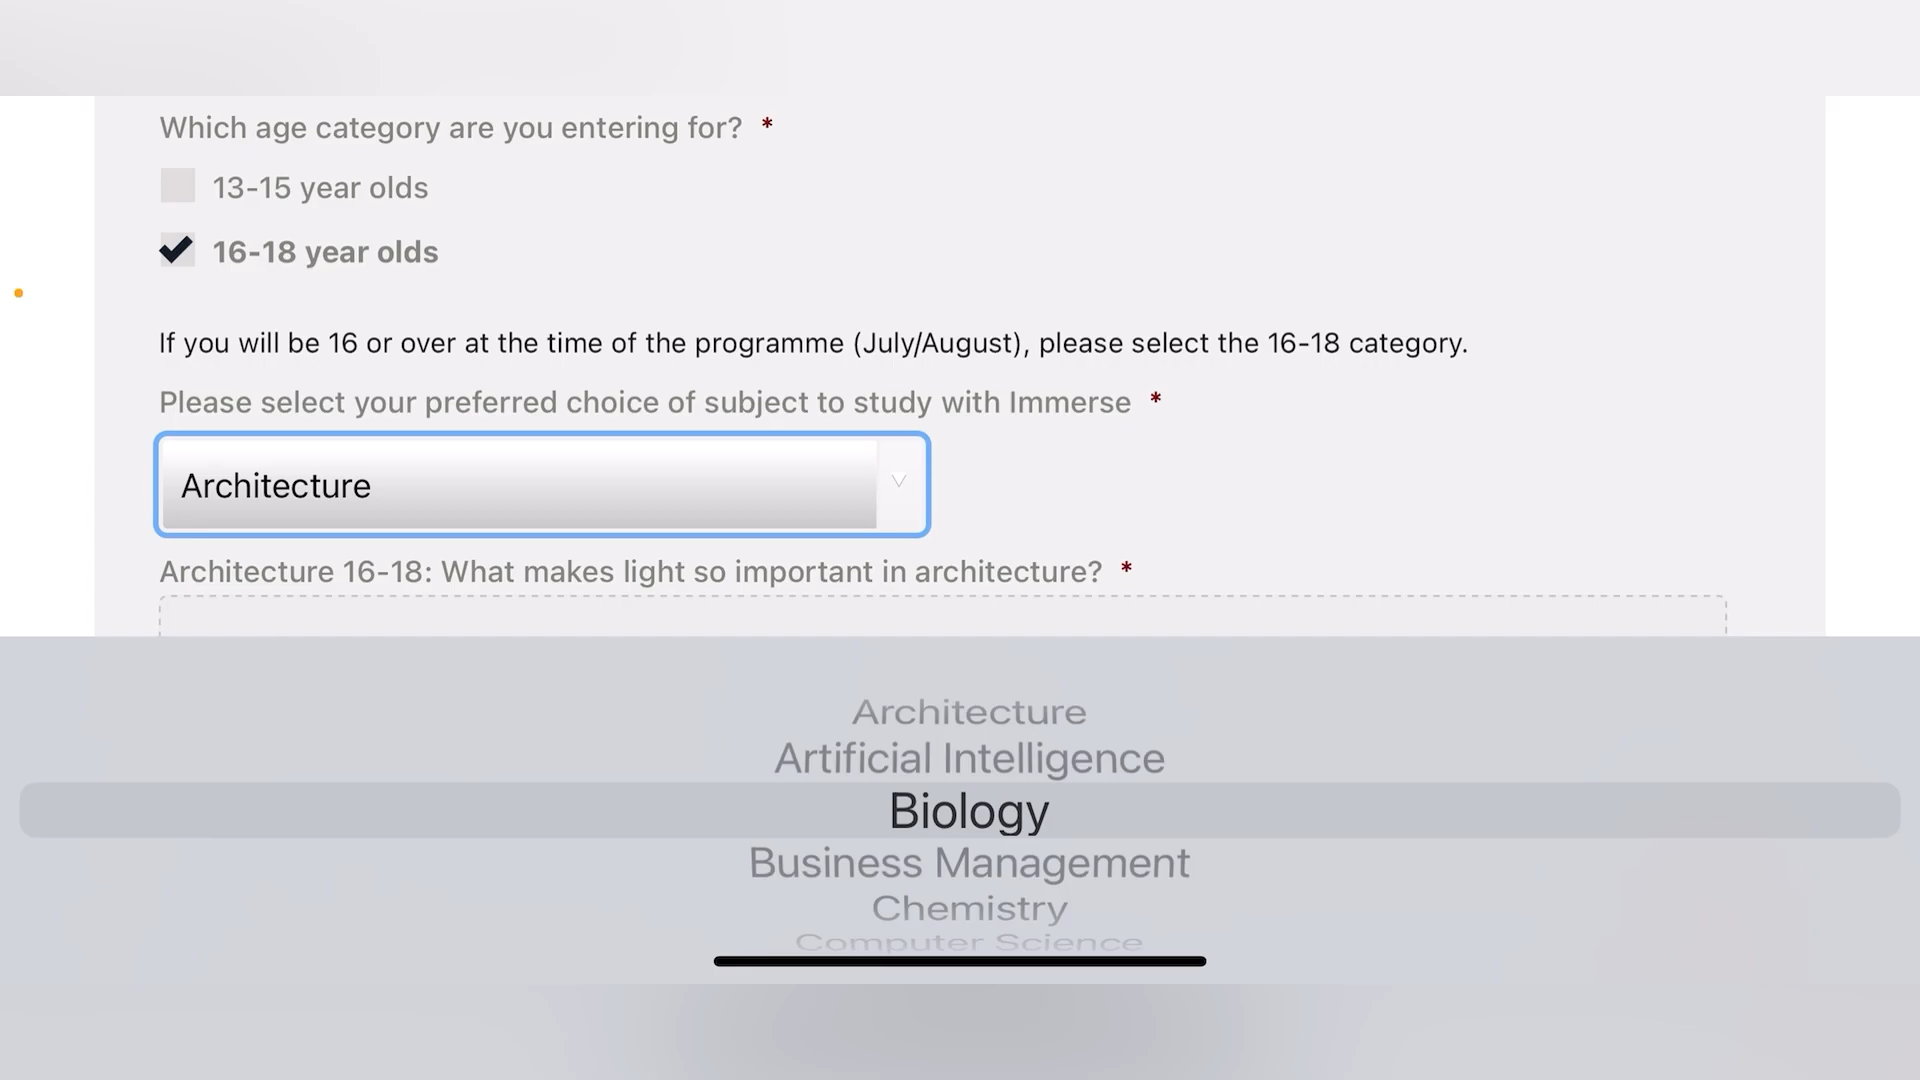 Which age category are you entering for? *
13-15 year olds
16-18 year olds
If you will be 16 or over at the time of the programme (July/August), please select the 16-18 category.
Please select your preferred choice of subject to study with Immerse *
Architecture
Architecture 16-18: What makes light so important in architecture? *
Architecture
Artificial Intelligence
Biology
Business Management
Chemistry
Computer Science